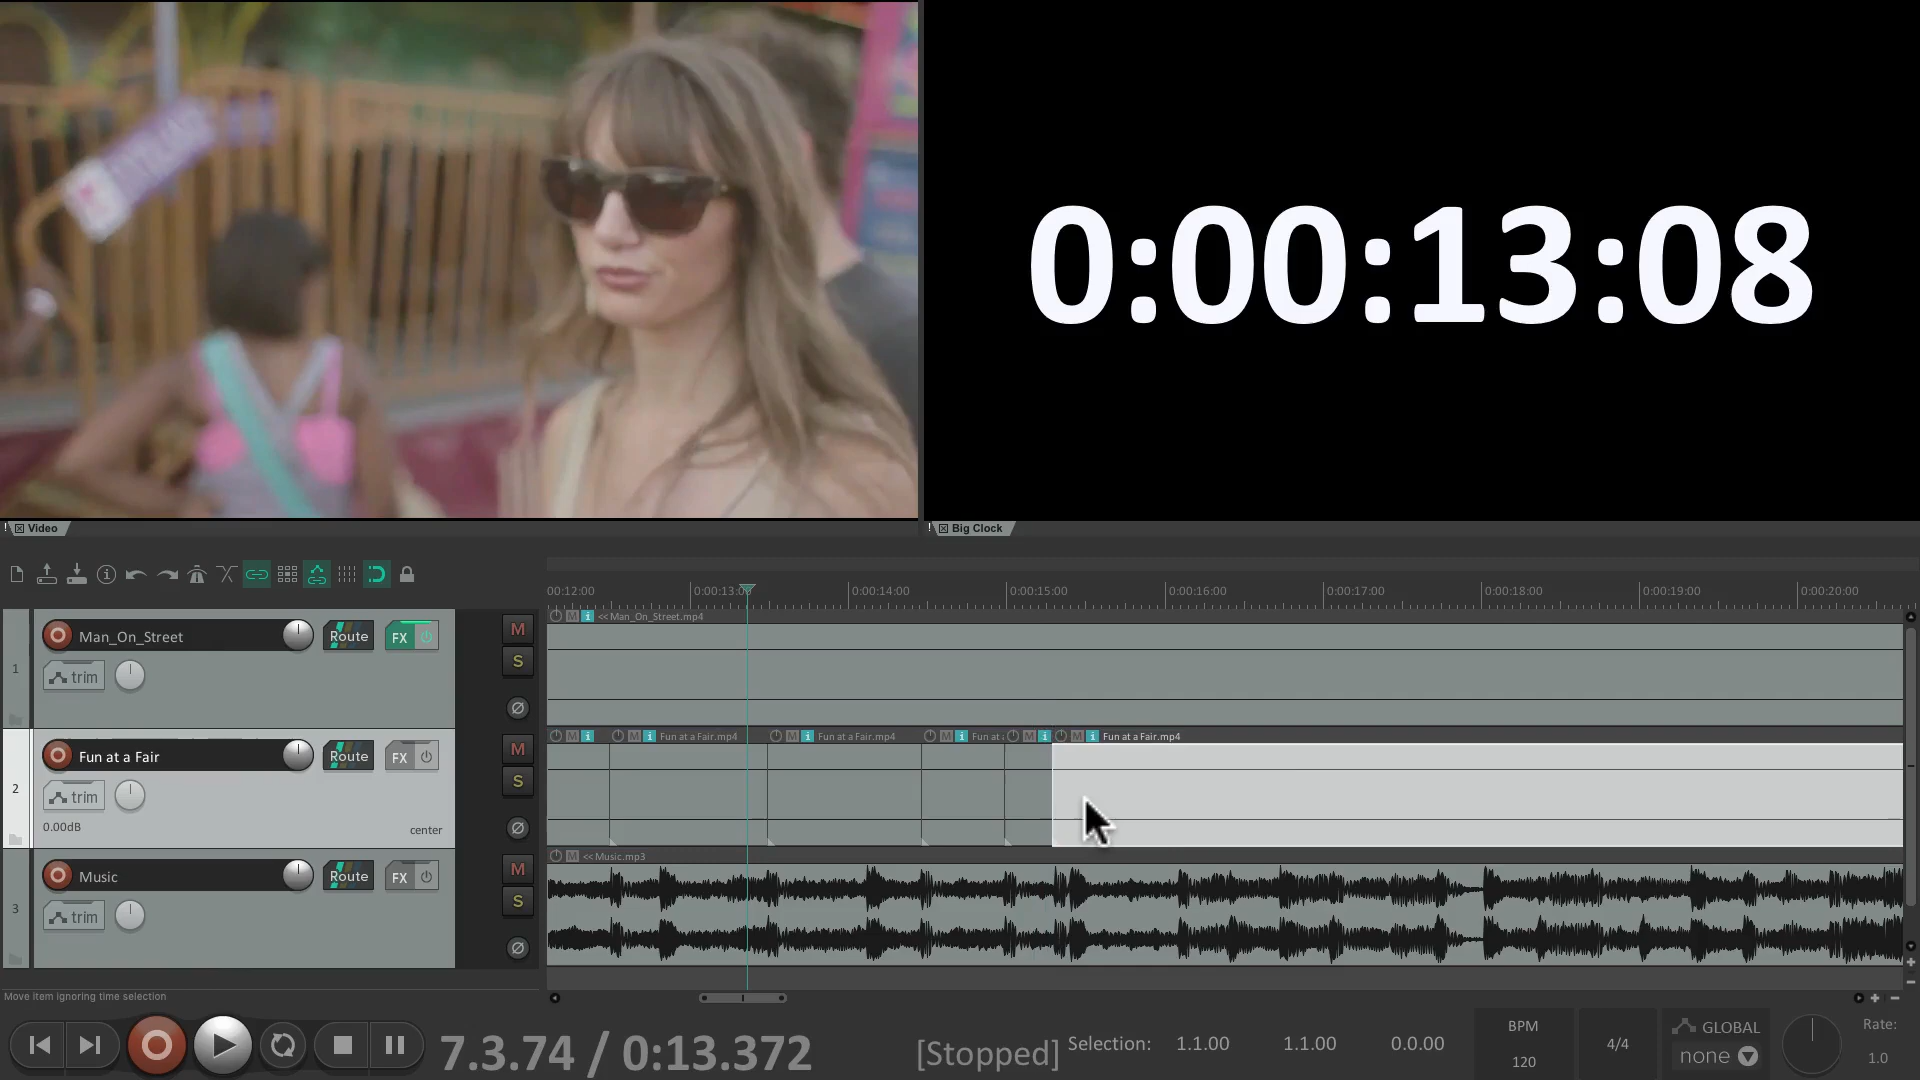 0:00:13:08
Video
Big Clock
00:12:00
0:00:13:00
0:00:14:00
0:00:15:00
0:00:16:00
0:00:17:00
0:00:18:00
0:00:19:00
0:00:20:00
1
Man_On_Street
Route
FX
M
S
trim
M i << Man_On_Street.mp4
2
Fun at a Fair
Route
FX
M
S
trim
0.00dB
center
M i
M i Fun at a Fair.mp4
M i Fun at a Fair.mp4
M i Fun at
M i
M i Fun at a Fair.mp4
3
Music
Route
FX
M
S
trim
M << Music.mp3
Move item ignoring time selection
7.3.74 / 0:13.372
[Stopped]
Selection:
1.1.00
1.1.00
0.0.00
BPM
120
4/4
GLOBAL
none
Rate:
1.0